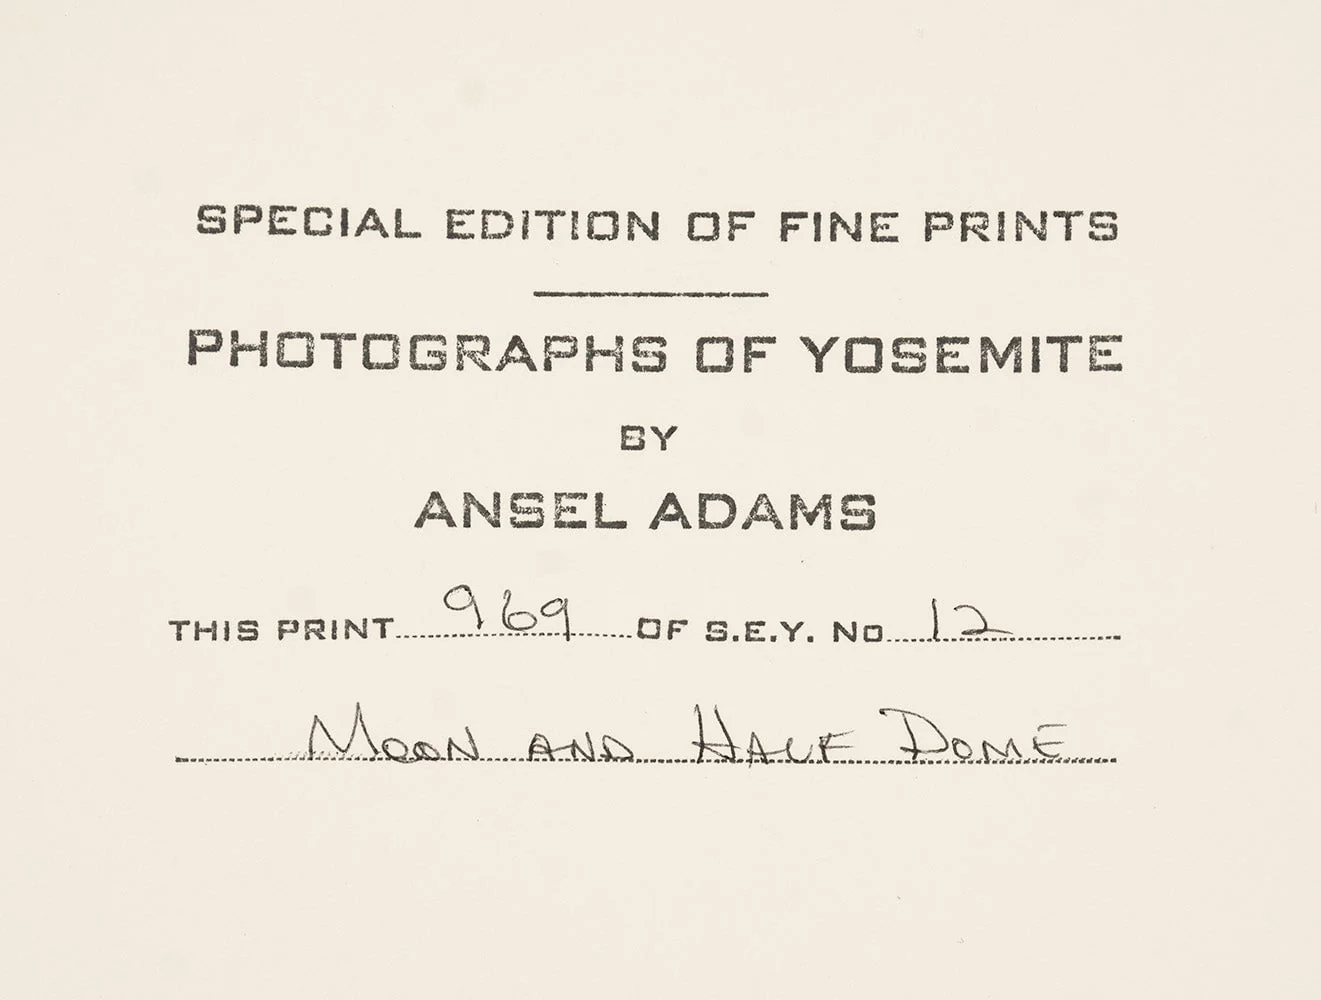 SPECIAL EDITION OF FINE PRINTS
PHOTOGRAPHS OF YOSEMITE
BY
ANSEL ADAMS
THIS PRINT 969 OF S.E.Y. No 12
MOON AND HALF DOME